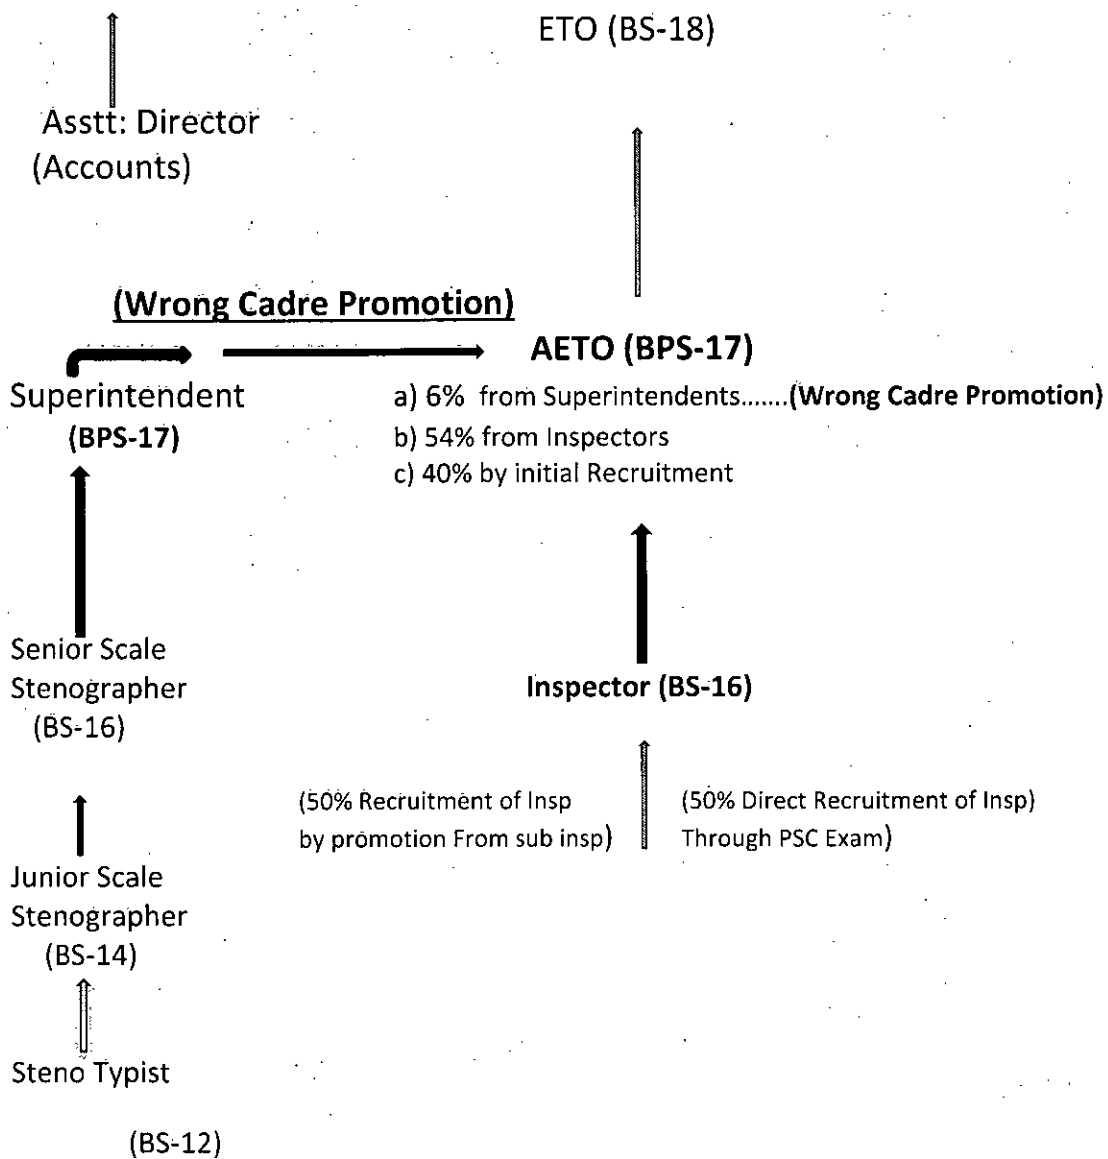 ETO (BS-18)
Asstt: Director
(Accounts)
(Wrong Cadre Promotion)
AETO (BPS-17)
Superintendent
(BPS-17)
a) 6% from Superintendents.......(Wrong Cadre Promotion)
b) 54% from Inspectors
c) 40% by initial Recruitment
Senior Scale
Stenographer
(BS-16)
Inspector (BS-16)
(50% Recruitment of Insp
by promotion From sub insp)
(50% Direct Recruitment of Insp)
Through PSC Exam)
Junior Scale
Stenographer
(BS-14)
Steno Typist
(BS-12)